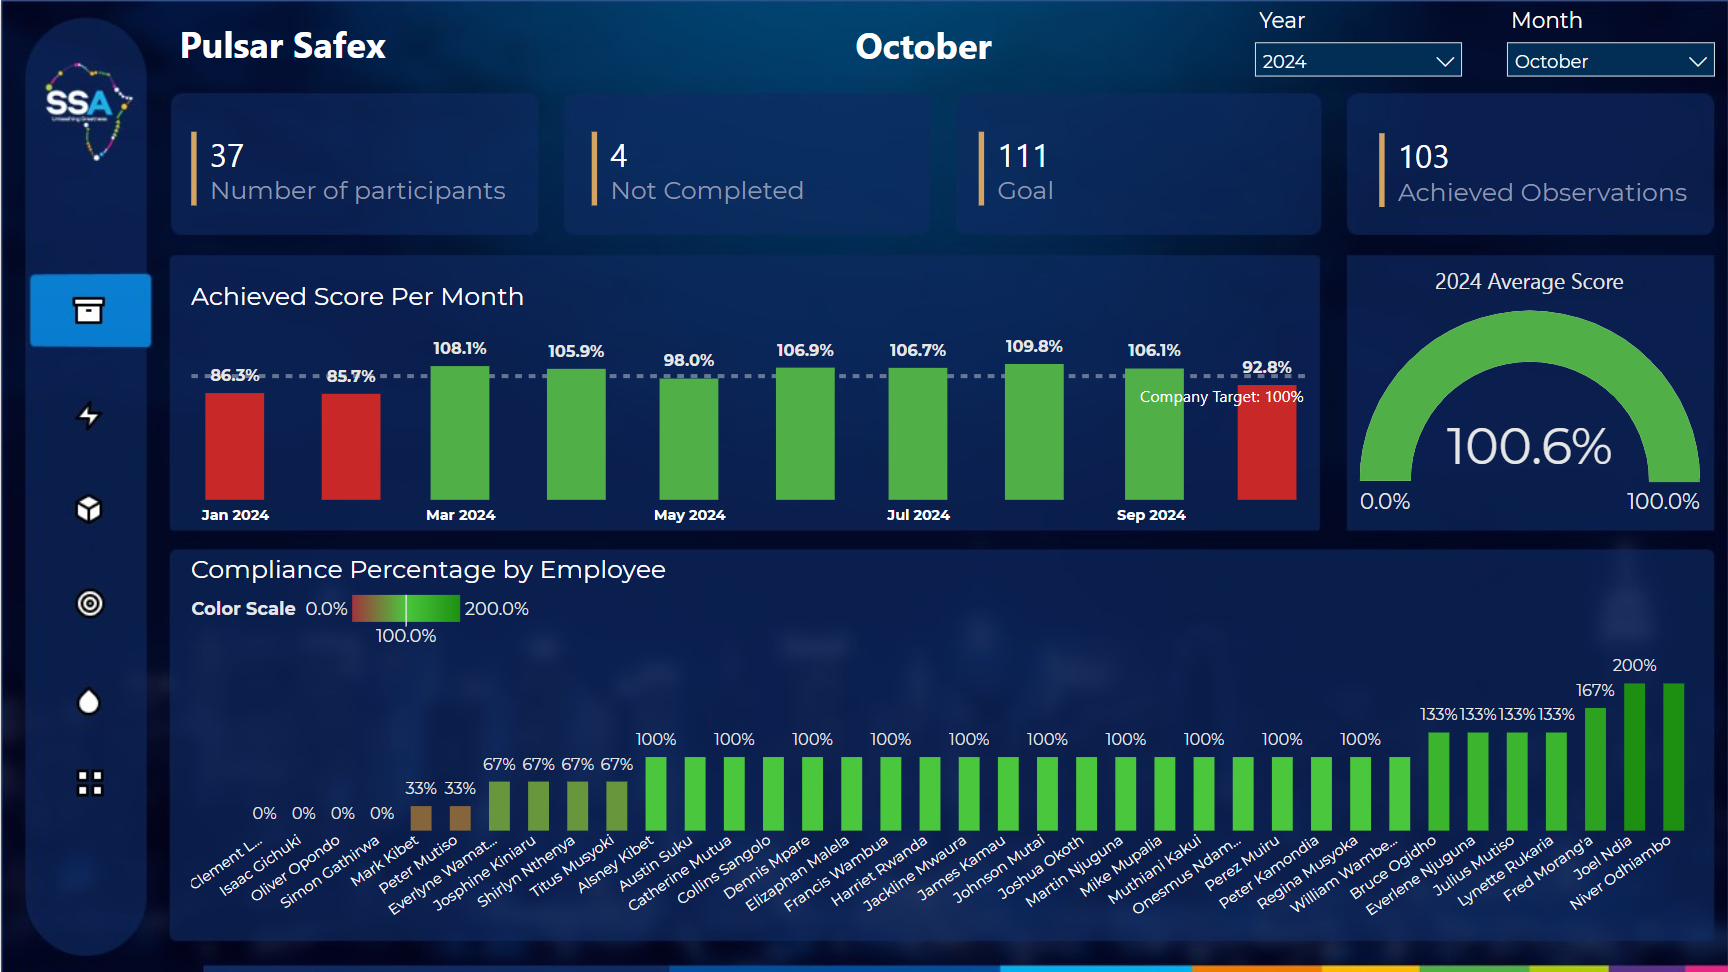 Pulsar Safex
October
Year
2024
Month
October
SSA
37
Number of participants
4
Not Completed
111
Goal
103
Achieved Observations
Achieved Score Per Month
86.3%
85.7%
108.1%
105.9%
98.0%
106.9%
106.7%
109.8%
106.1%
92.8%
Company Target: 100%
Jan 2024
Mar 2024
May 2024
Jul 2024
Sep 2024
2024 Average Score
100.6%
0.0%
100.0%
Compliance Percentage by Employee
Color Scale 0.0% 200.0%
100.0%
0%
0%
0%
0%
33%
33%
67%
67%
67%
67%
100%
100%
100%
100%
100%
100%
100%
100%
100%
100%
133%
133%
133%
133%
167%
200%
Clement L...
Isaac Gichuki
Oliver Opondo
Simon Gathirwa
Mark Kibet
Peter Mutiso
Everlyne Wamat...
Josphine Kiniaru
Shirlyn Nthenya
Titus Musyoki
Alsney Kibet
Austin Suku
Catherine Mutua
Collins Sangolo
Dennis Mpare
Elizaphan Malela
Francis Wambua
Harriet Rwanda
Jackline Mwaura
James Kamau
Johnson Mutai
Joshua Okoth
Martin Njuguna
Mike Mupalia
Muthiani Kakui
Onesmus Ndam...
Perez Muiru
Peter Kamondia
Regina Musyoka
William Wambe...
Bruce Ogidho
Everlene Njuguna
Julius Mutiso
Lynette Rukaria
Fred Morang'a
Joel Ndia
Niver Odhiambo